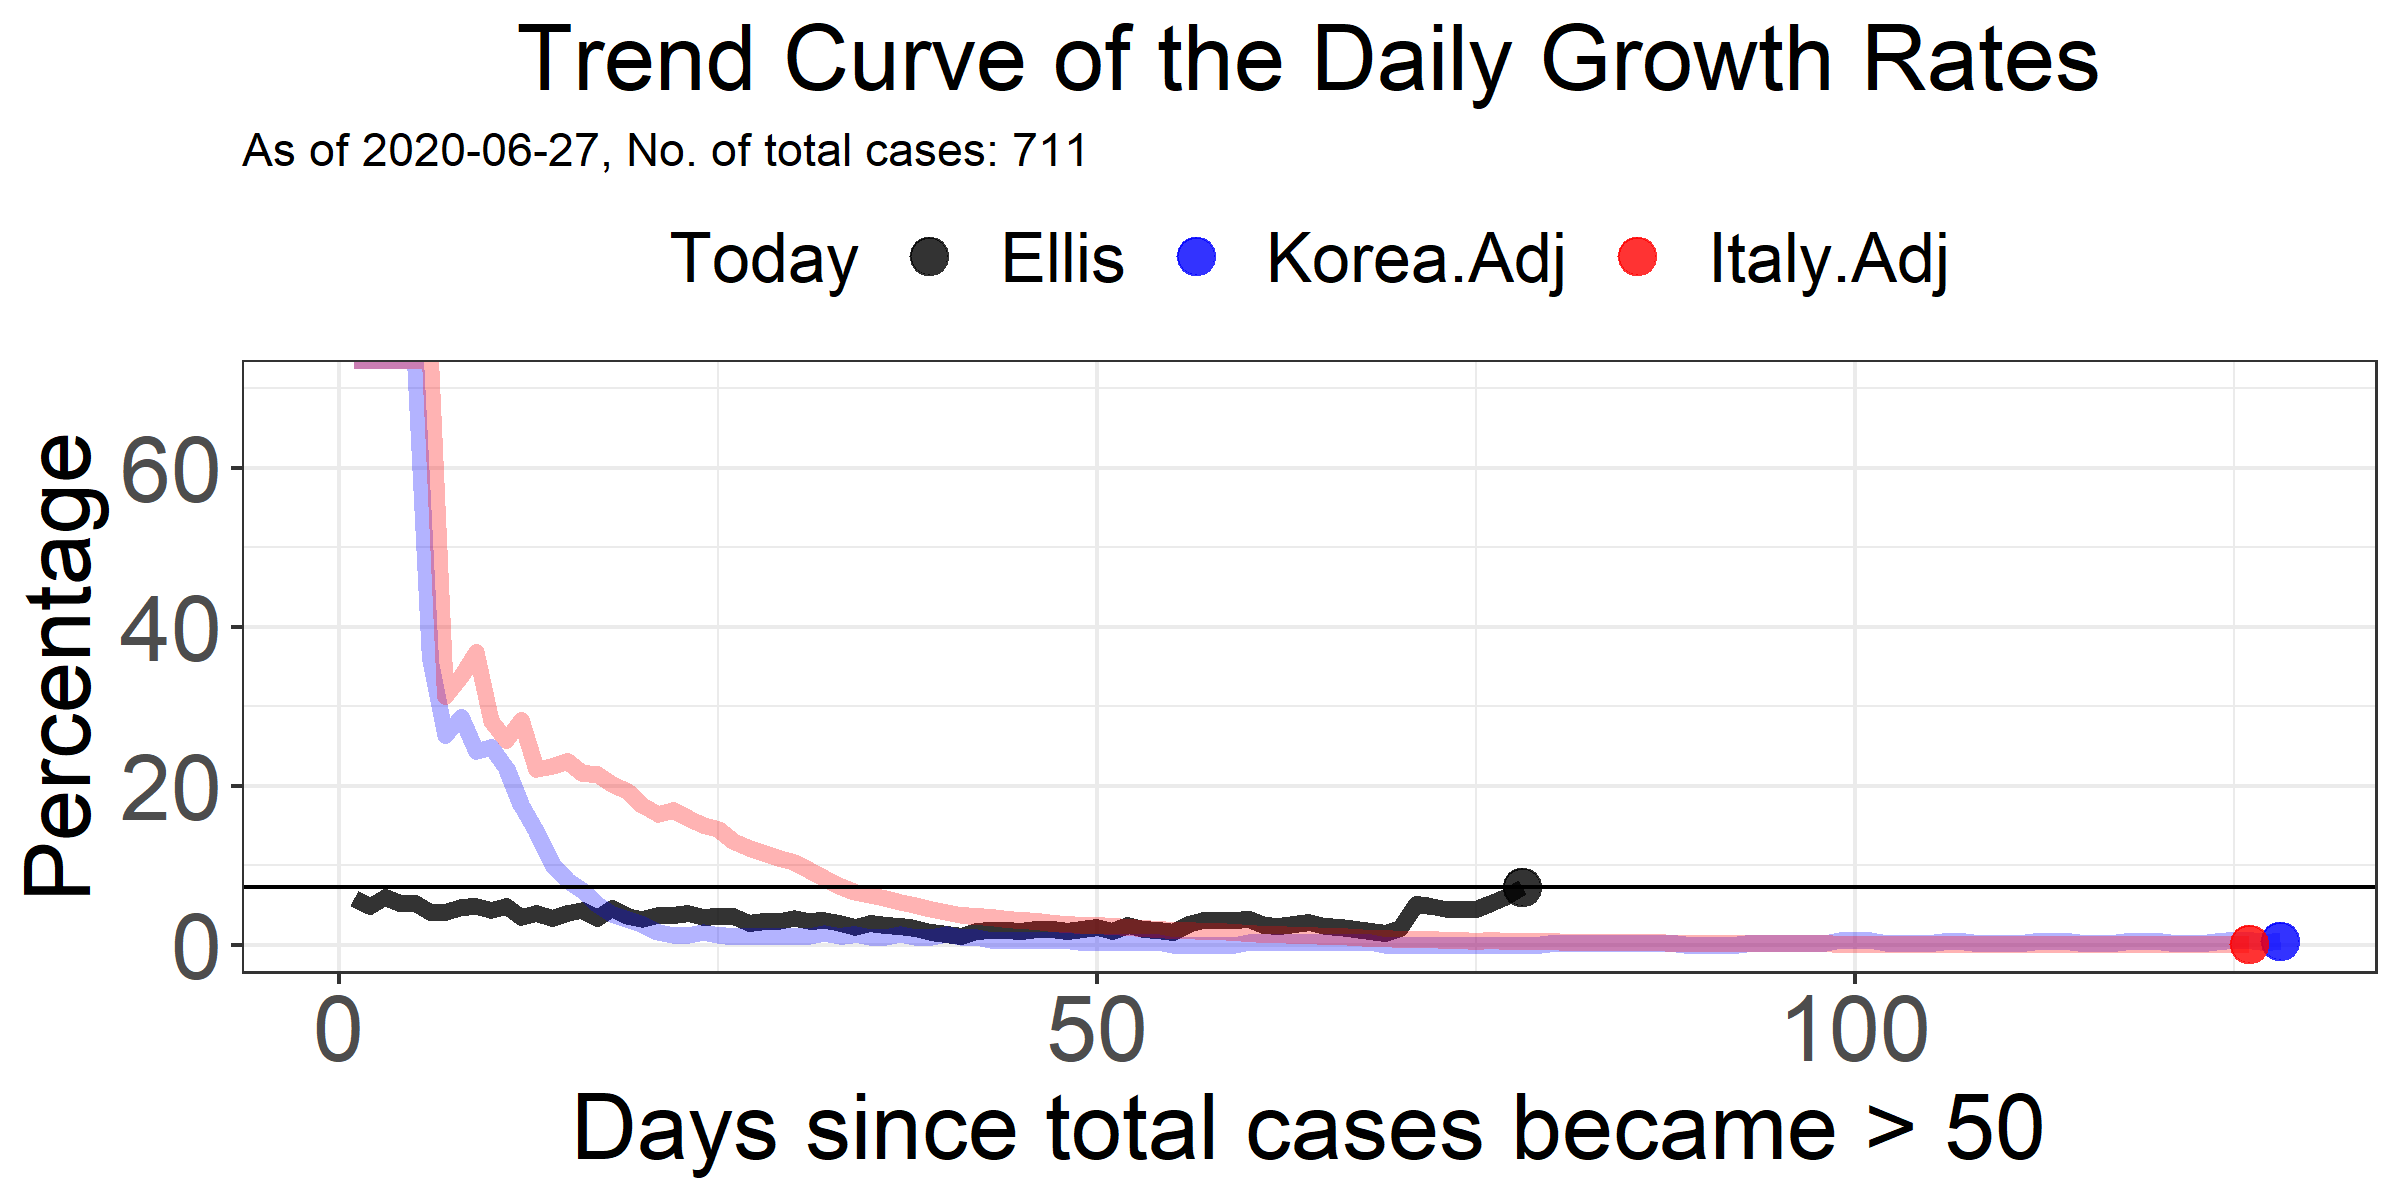 Trend Curve of the Daily Growth Rates
As of 2020-06-27, No. of total cases: 711
Today Ellis Korea.Adj Italy.Adj
Percentage
60
40
20
0
0 50 100
Days since total cases became > 50